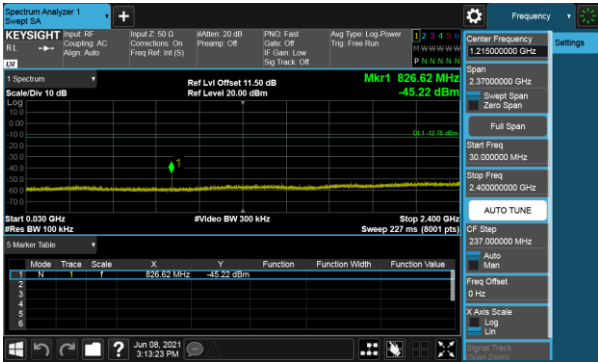 Spectrum Analyzer 1
Swept SA
+
Frequency
KEYSIGHT
RL
Input: RF
Coupling: AC
Align: Auto
Input Z: 50 Ω
Corrections: On
Freq Ref: Int (S)
#Atten: 20 dB
Preamp: Off
PNO: Fast
Gate: Off
IF Gain: Low
Sig Track: Off
Avg Type: Log-Power
Trig: Free Run
1 2 3 4 5 6
M W W W W W
P N N N N N
1 Spectrum
Scale/Div 10 dB
Ref Lvl Offset 11.50 dB
Ref Level 20.00 dBm
Mkr1 826.62 MHz
-45.22 dBm
Log
10.0
0.00
-10.0
-20.0
-30.0
-40.0
-50.0
-60.0
-70.0
DL1 -12.76 dBm
1
Start 0.030 GHz
#Res BW 100 kHz
#Video BW 300 kHz
Stop 2.400 GHz
Sweep 227 ms (8001 pts)
5 Marker Table
Mode Trace Scale X Y Function Function Width Function Value
1 N 1 f 826.62 MHz -45.22 dBm
2
3
4
5
6
Jun 08, 2021
3:13:23 PM
?
Center Frequency
1.215000000 GHz
Settings
Span
2.37000000 GHz
Swept Span
Zero Span
Full Span
Start Freq
30.000000 MHz
Stop Freq
2.400000000 GHz
AUTO TUNE
CF Step
237.000000 MHz
Auto
Man
Freq Offset
0 Hz
X Axis Scale
Log
Lin
Signal Track
(Span Zoom)